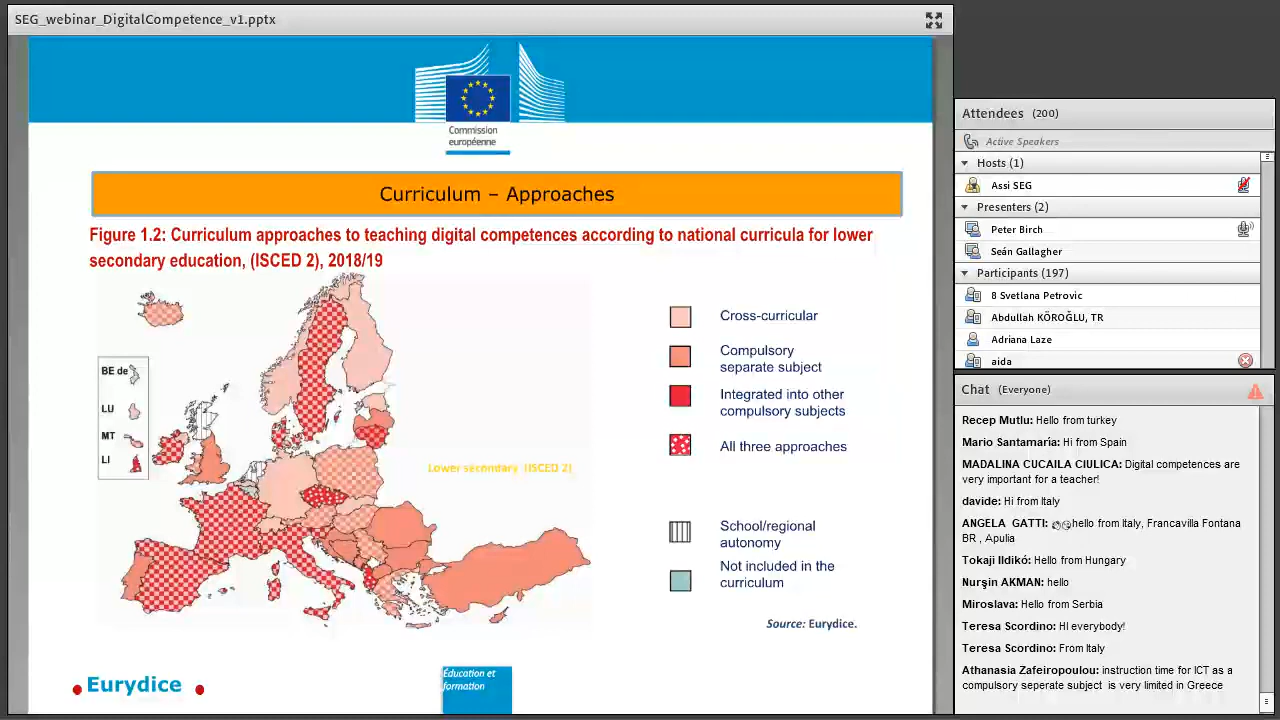 SEG_webinar_DigitalCompetence_v1.pptx
Commission
européenne
Curriculum – Approaches
Figure 1.2: Curriculum approaches to teaching digital competences according to national curricula for lower
secondary education, (ISCED 2), 2018/19
BE de
LU
MT
LI
Lower secondary (ISCED 2)
Cross-curricular
Compulsory
separate subject
Integrated into other
compulsory subjects
All three approaches
School/regional
autonomy
Not included in the
curriculum
Source: Eurydice.
Eurydice
Éducation et
formation
Attendees (200)
Active Speakers
Hosts (1)
Assi SEG
Presenters (2)
Peter Birch
Seán Gallagher
Participants (197)
8 Svetlana Petrovic
Abdullah KÖROĞLU, TR
Adriana Laze
aida
Chat (Everyone)
Recep Mutlu: Hello from turkey
Mario Santamaría: Hi from Spain
MADALINA CUCAILA CIULICA: Digital competences are
very important for a teacher!
davide: Hi from Italy
ANGELA GATTI: hello from Italy, Francavilla Fontana
BR , Apulia
Tokaji Ildikó: Hello from Hungary
Nurşin AKMAN: hello
Miroslava: Hello from Serbia
Teresa Scordino: HI everybody!
Teresa Scordino: From Italy
Athanasia Zafeiropoulou: instruction time for ICT as a
compulsory seperate subject is very limited in Greece